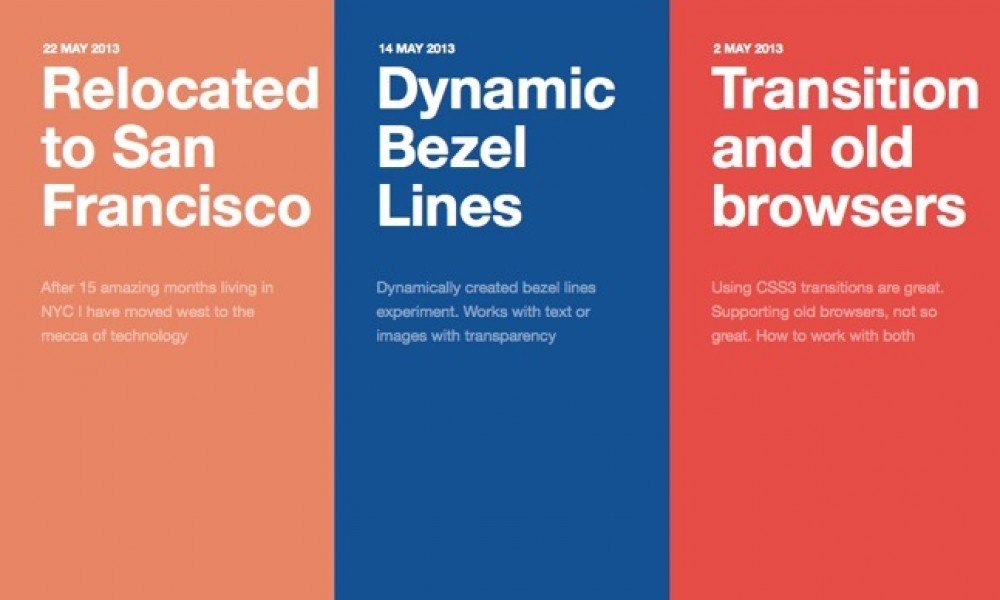 22 MAY 2013
Relocated
to San
Francisco
After 15 amazing months living in
NYC I have moved west to the
mecca of technology
14 MAY 2013
Dynamic
Bezel
Lines
Dynamically created bezel lines
experiment. Works with text or
images with transparency
2 MAY 2013
Transition
and old
browsers
Using CSS3 transitions are great.
Supporting old browsers, not so
great. How to work with both